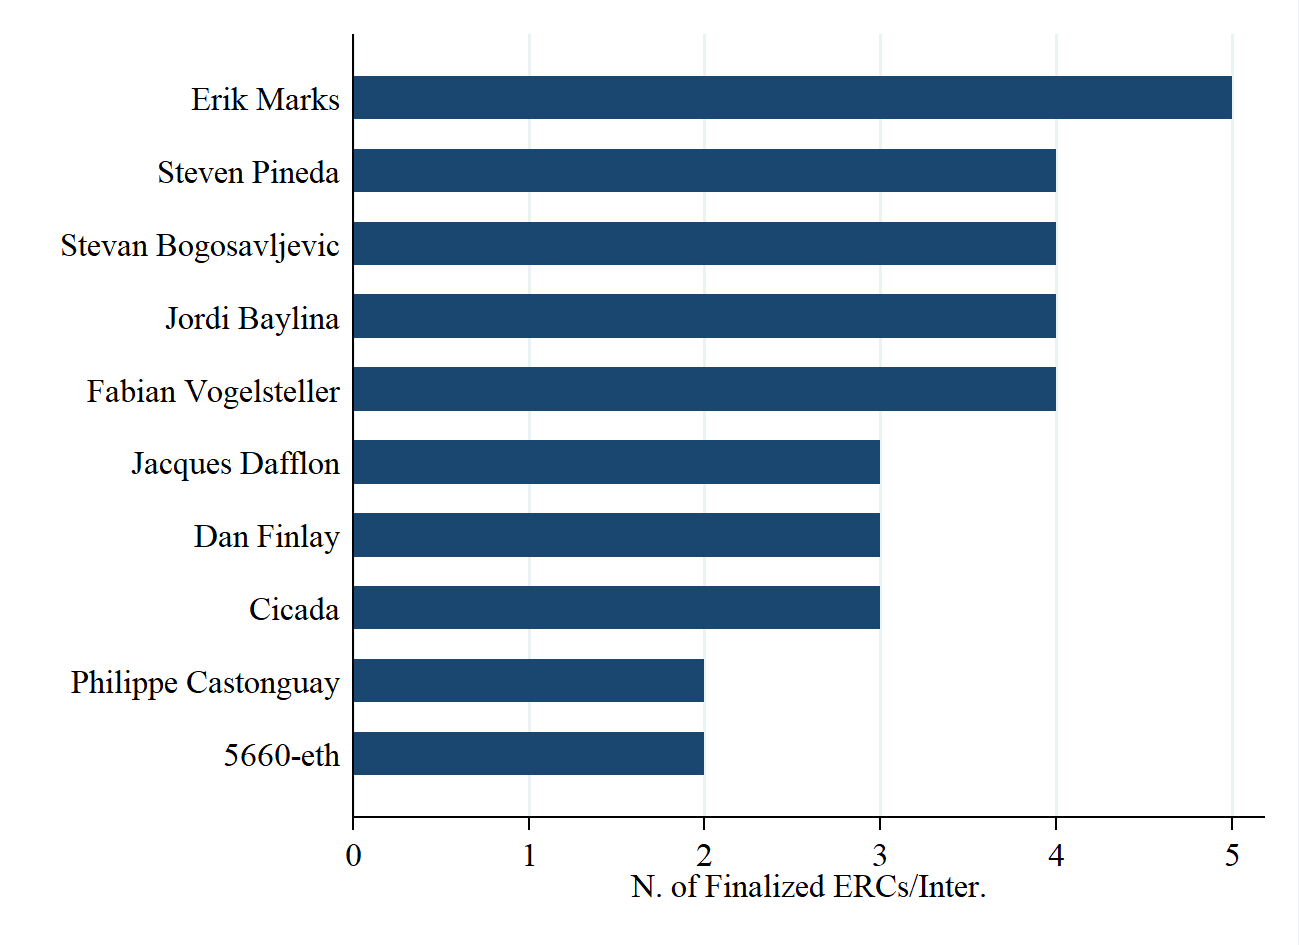 Erik Marks
Steven Pineda
Stevan Bogosavljevic
Jordi Baylina
Fabian Vogelsteller
Jacques Dafflon
Dan Finlay
Cicada
Philippe Castonguay
5660-eth
0 1 2 3 4 5
N. of Finalized ERCs/Inter.